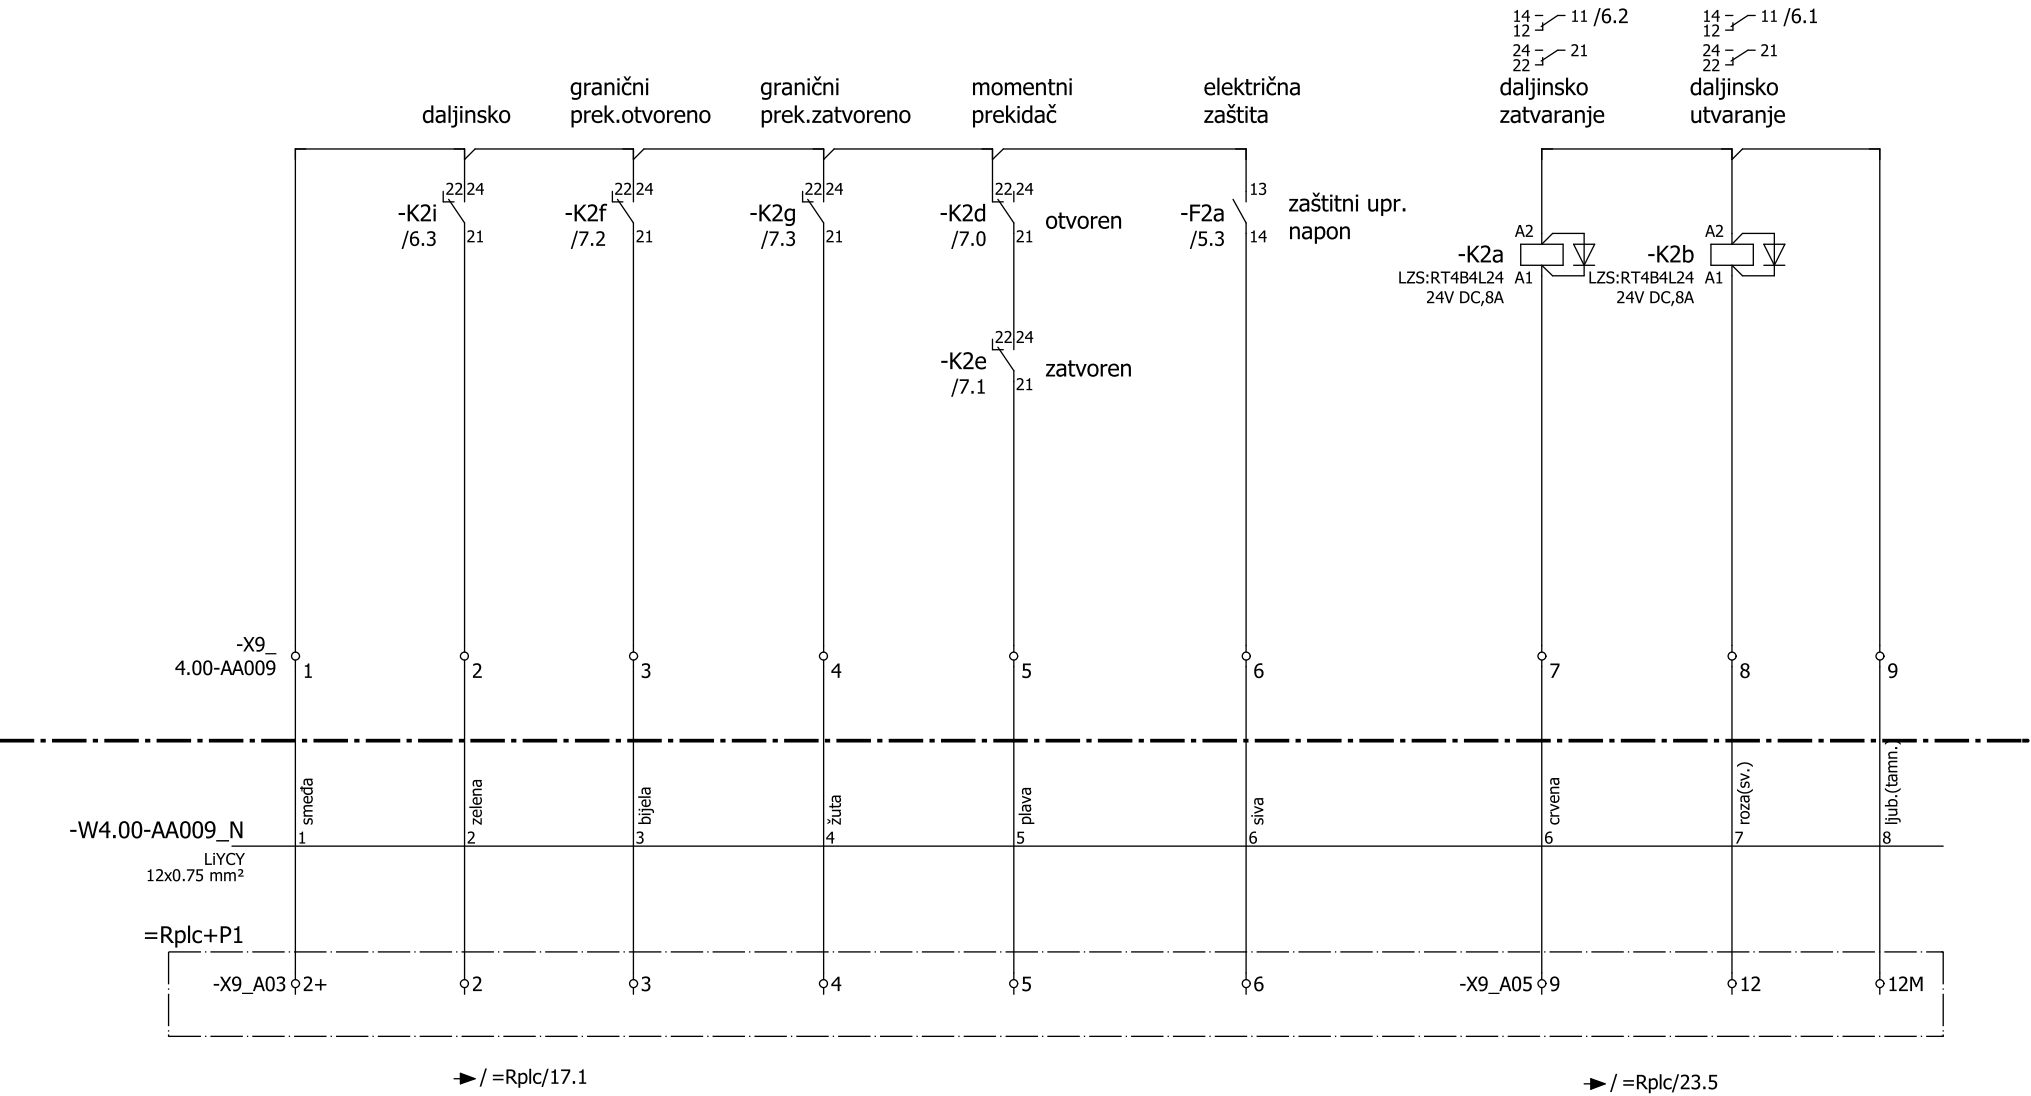 14 11 /6.2
12
24 21
22
14 11 /6.1
12
24 21
22
daljinsko
granični
prek.otvoreno
granični
prek.zatvoreno
momentni
prekidač
električna
zaštita
daljinsko
zatvaranje
daljinsko
utvaranje
22 24
-K2i
/6.3 21
22 24
-K2f
/7.2 21
22 24
-K2g
/7.3 21
22 24
-K2d
/7.0 21
otvoren
13
-F2a
/5.3 14
zaštitni upr.
napon
A2
-K2a
LZS:RT4B4L24 A1
24V DC,8A
A2
-K2b
LZS:RT4B4L24 A1
24V DC,8A
22 24
-K2e
/7.1 21
zatvoren
-X9_
4.00-AA009
1 2 3 4 5 6 7 8 9
smeđa
zelena
bijela
žuta
plava
siva
crvena
roza(sv.)
ljub.(tamn.)
-W4.00-AA009_N
1 2 3 4 5 6 6 7 8
LiYCY
12x0.75 mm²
=Rplc+P1
-X9_A03 2+ 2 3 4 5 6 -X9_A05 9 12 12M
/ =Rplc/17.1
/ =Rplc/23.5